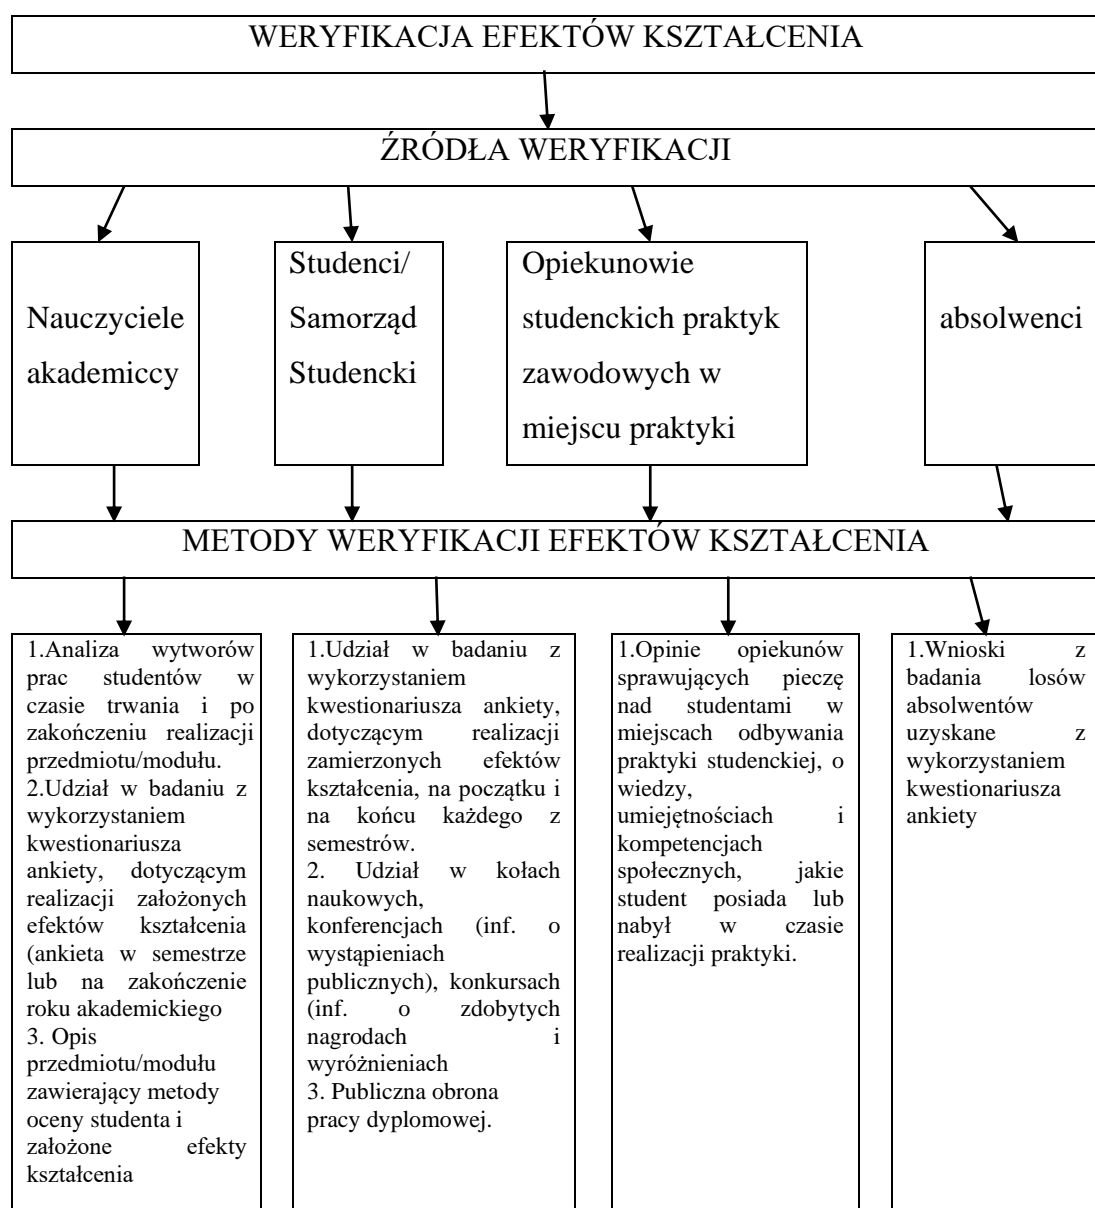 WERYFIKACJA EFEKTÓW KSZTAŁCENIA
ŹRÓDŁA WERYFIKACJI
Nauczyciele
akademiccy
Studenci/
Samorząd
Studencki
Opiekunowie
studenckich praktyk
zawodowych w
miejscu praktyki
absolwenci
METODY WERYFIKACJI EFEKTÓW KSZTAŁCENIA
1.Analiza wytworów
prac studentów w
czasie trwania i po
zakończeniu realizacji
przedmiotu/modułu.
2.Udział w badaniu z
wykorzystaniem
kwestionariusza
ankiety, dotyczącym
realizacji założonych
efektów kształcenia
(ankieta w semestrze
lub na zakończenie
roku akademickiego
3. Opis
przedmiotu/modułu
zawierający metody
oceny studenta i
założone efekty
kształcenia
1.Udział w badaniu z
wykorzystaniem
kwestionariusza ankiety,
dotyczącym realizacji
zamierzonych efektów
kształcenia, na początku i
na końcu każdego z
semestrów.
2. Udział w kołach
naukowych,
konferencjach (inf. o
wystąpieniach
publicznych), konkursach
(inf. o zdobytych
nagrodach i
wyróżnieniach
3. Publiczna obrona
pracy dyplomowej.
1.Opinie opiekunów
sprawujących pieczę
nad studentami w
miejscach odbywania
praktyki studenckiej, o
wiedzy,
umiejętnościach i
kompetencjach
społecznych, jakie
student posiada lub
nabył w czasie
realizacji praktyki.
1.Wnioski z
badania losów
absolwentów
uzyskane z
wykorzystaniem
kwestionariusza
ankiety